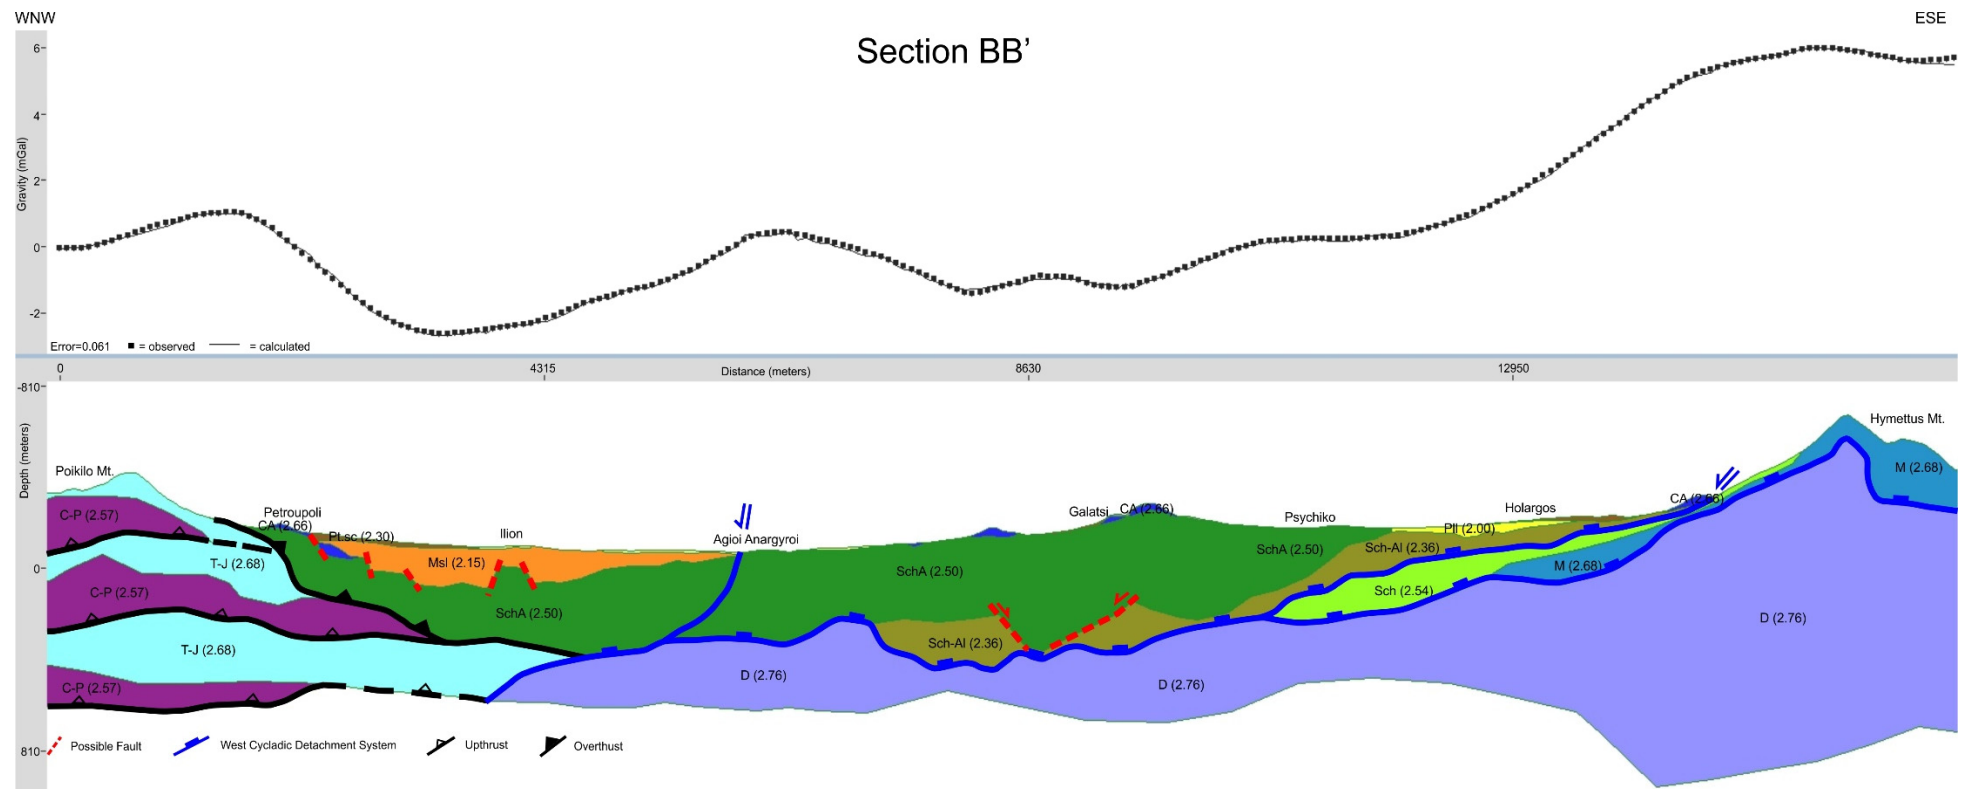 WNW
ESE
Section BB’
6
4
2
0
-2
Gravity (mGal)
Error=0.061 ■ = observed — = calculated
0 4315 8630 12950
Distance (meters)
-810
0
810
Depth (meters)
Hymettus Mt.
Poikilo Mt.
M (2.68)
CA (2.66)
Holargos
Petroupoli
Galatsi
CA (2.66)
Psychiko
C-P (2.57)
CA (2.66)
PLsc (2.30)
Ilion
Agioi Anargyroi
Pll (2.00)
SchA (2.50)
Sch-Al (2.36)
T-J (2.68)
Msl (2.15)
SchA (2.50)
M (2.68)
C-P (2.57)
Sch (2.54)
SchA (2.50)
D (2.76)
T-J (2.68)
Sch-Al (2.36)
D (2.76)
D (2.76)
C-P (2.57)
Possible Fault
West Cycladic Detachment System
Upthrust
Overthust